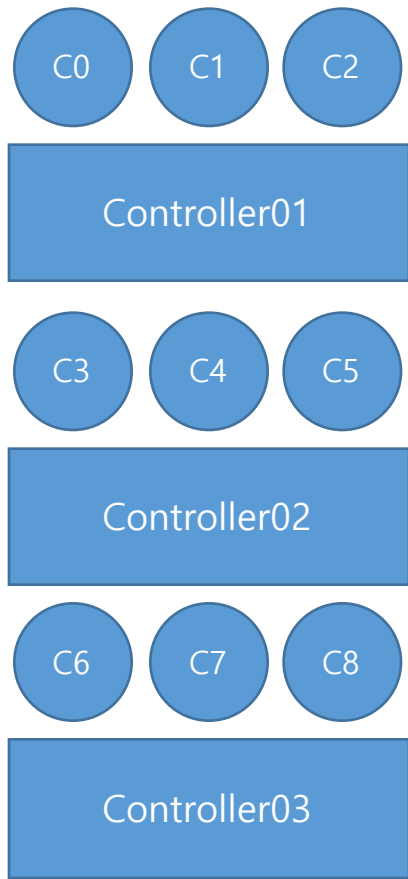 C0 C1 C2
Controller01
C3 C4 C5
Controller02
C6 C7 C8
Controller03